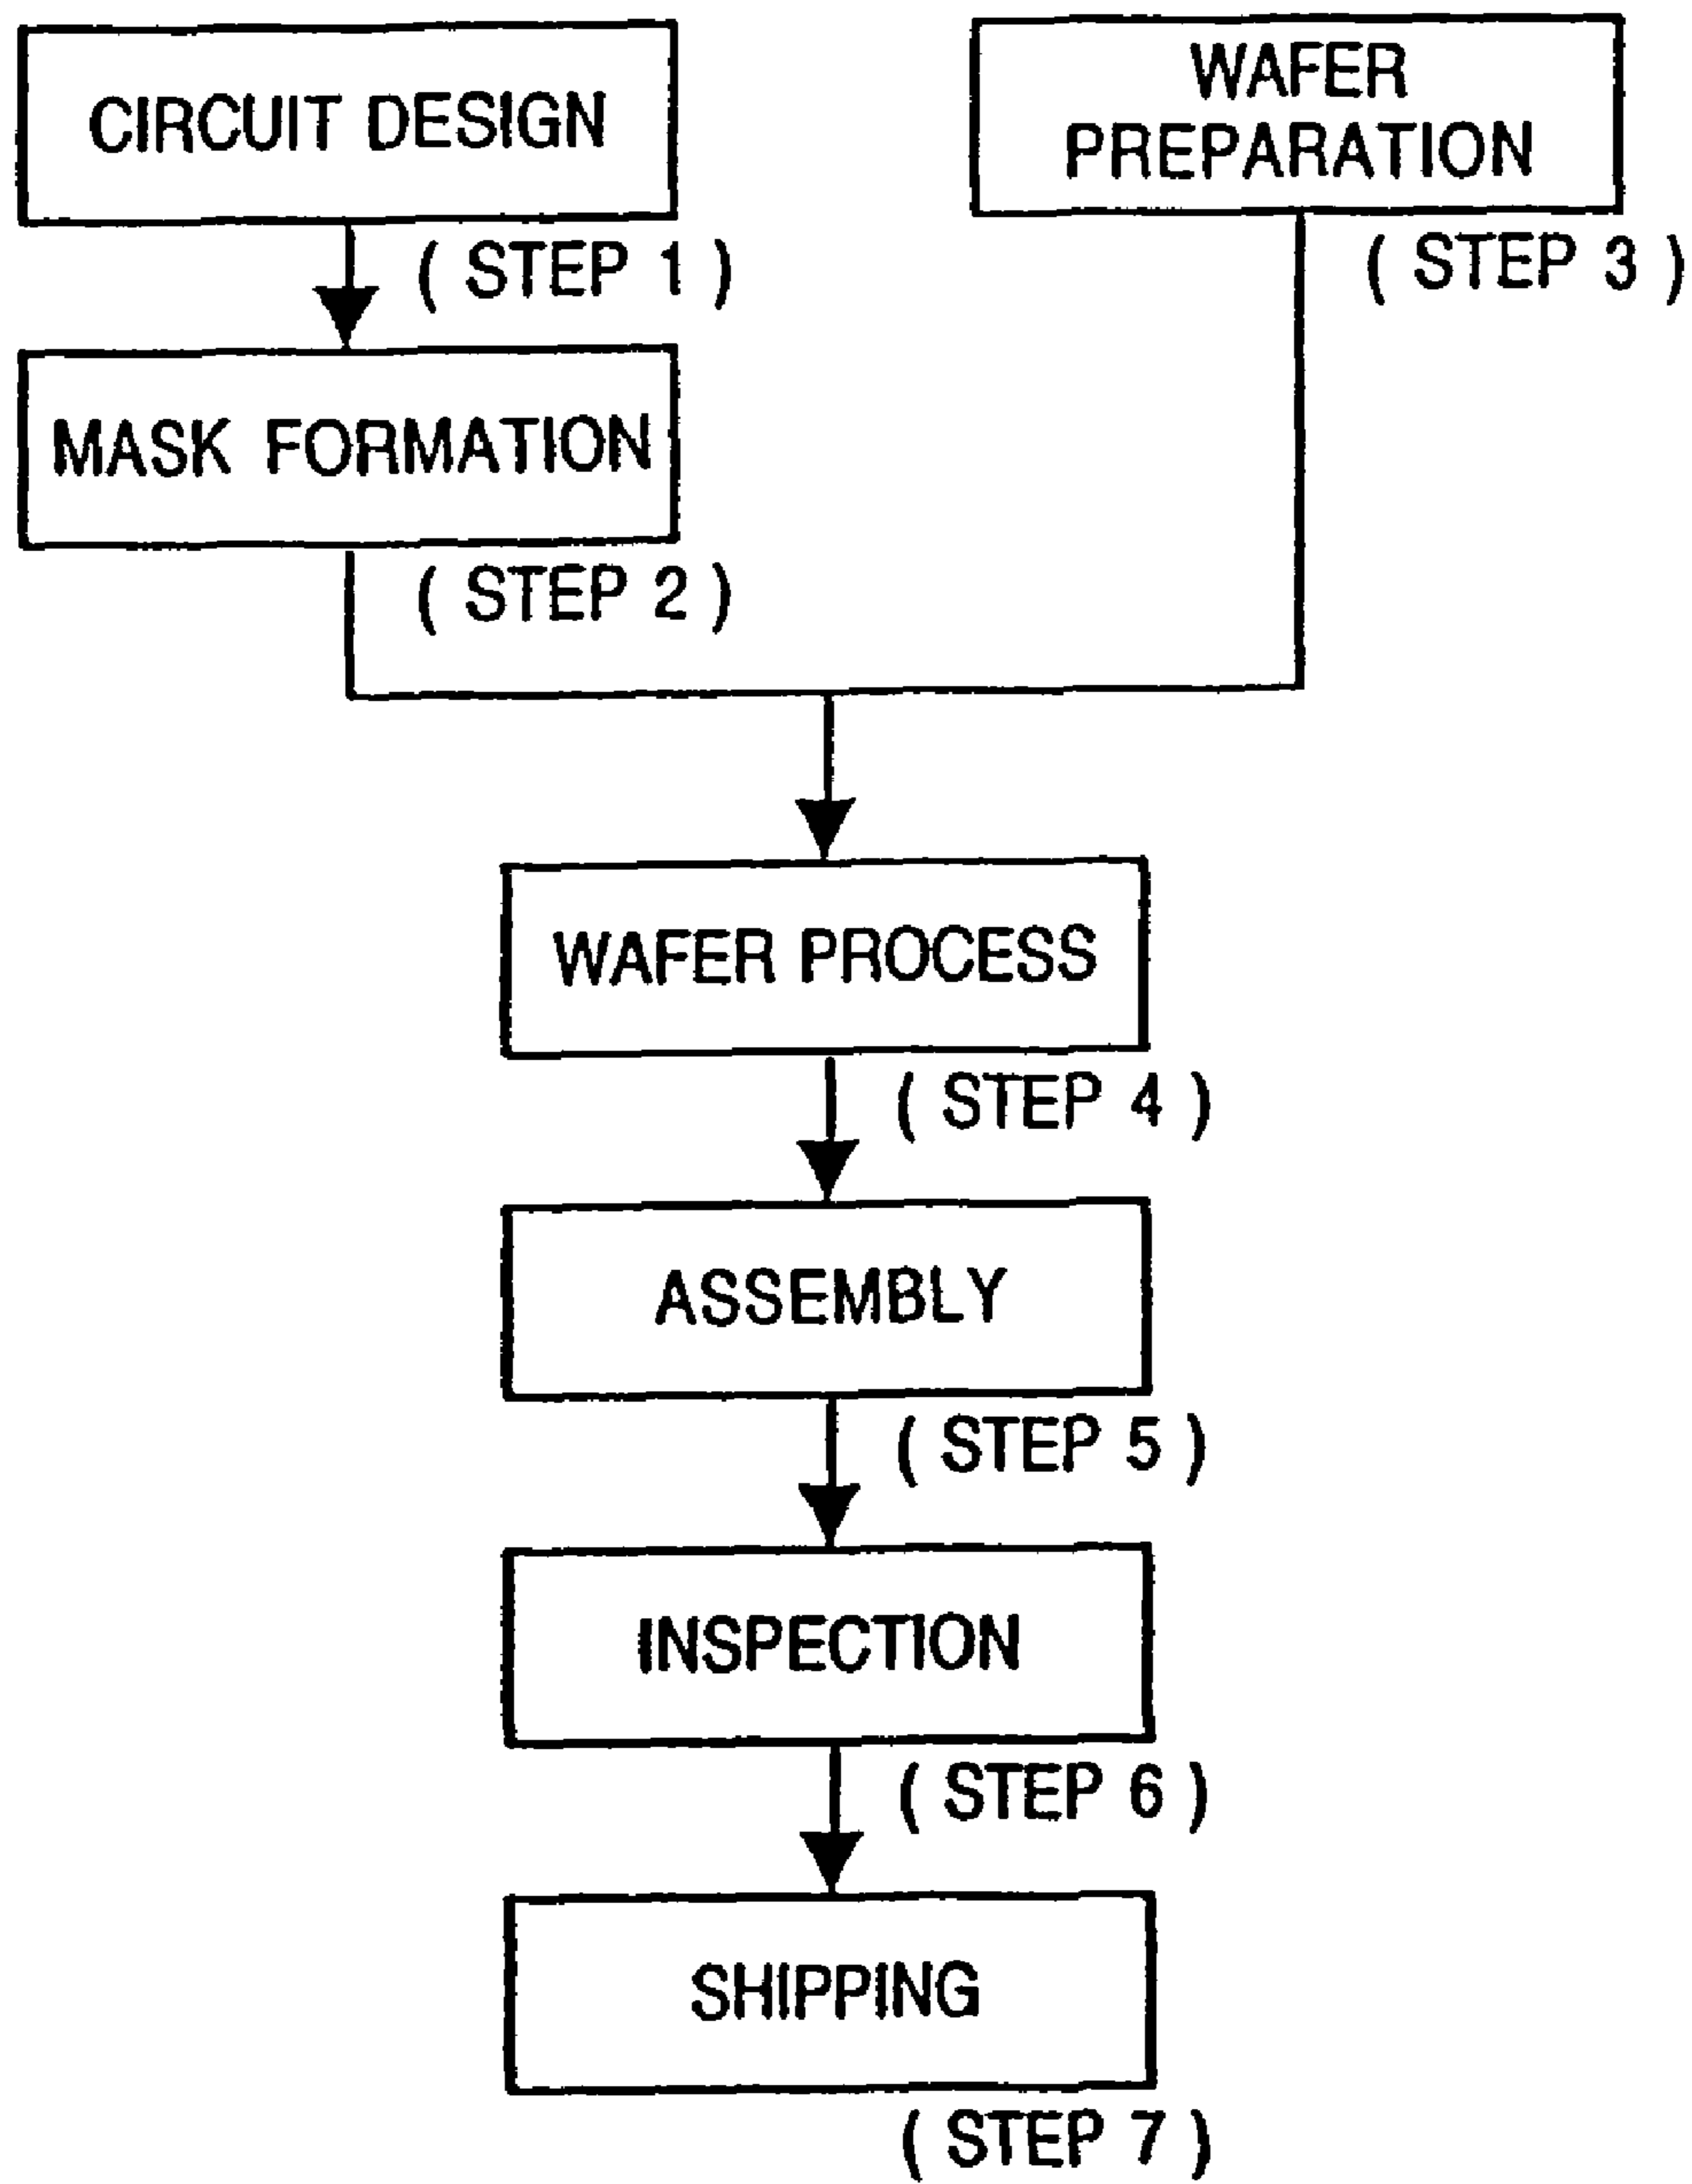 CIRCUIT DESIGN
( STEP 1 )
MASK FORMATION
( STEP 2 )
WAFER
PREPARATION
( STEP 3 )
WAFER PROCESS
( STEP 4 )
ASSEMBLY
( STEP 5 )
INSPECTION
( STEP 6 )
SHIPPING
( STEP 7 )